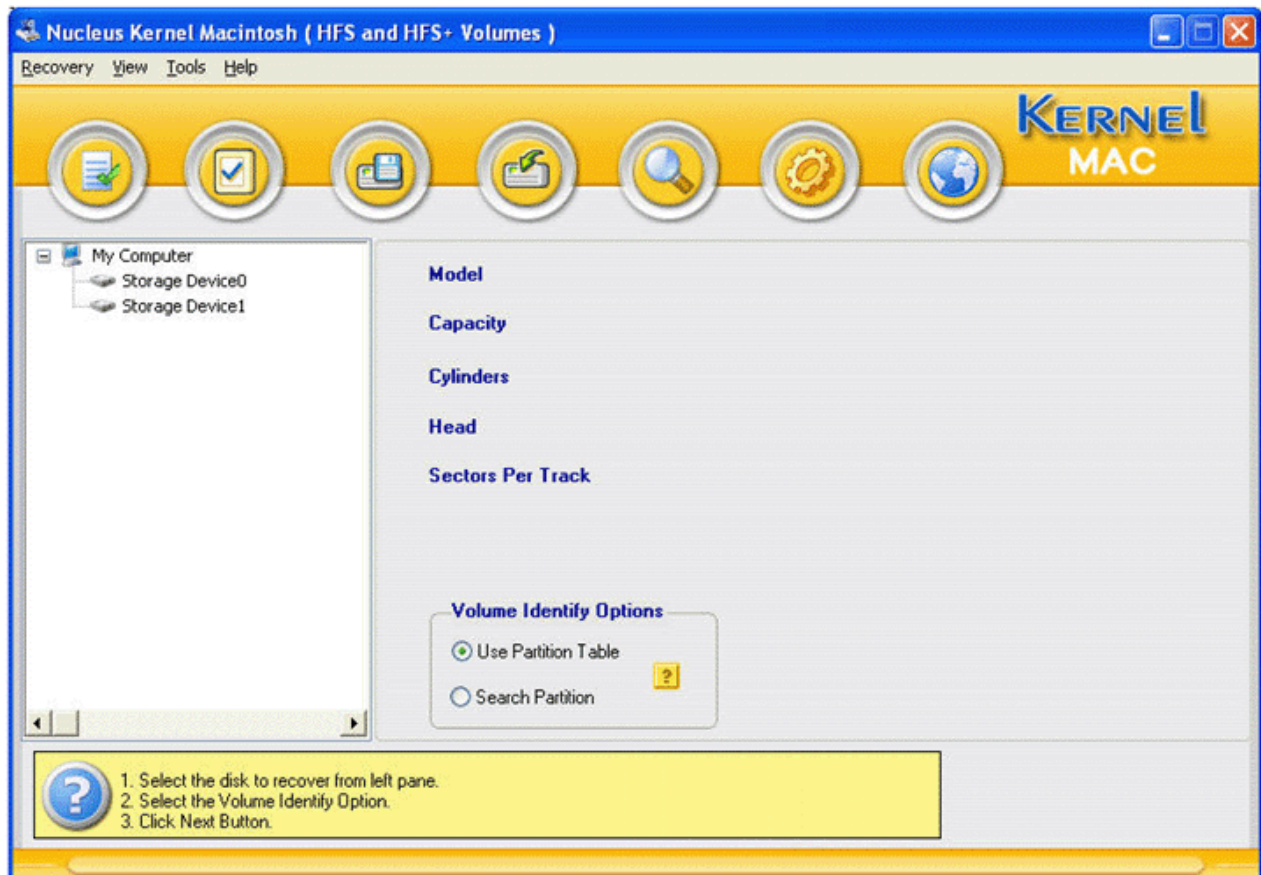 Nucleus Kernel Macintosh ( HFS and HFS+ Volumes )
Recovery View Tools Help
KERNEL
MAC
My Computer
Storage Device0
Storage Device1
Model
Capacity
Cylinders
Head
Sectors Per Track
Volume Identify Options
Use Partition Table
?
Search Partition
?
1. Select the disk to recover from left pane.
2. Select the Volume Identify Option.
3. Click Next Button.